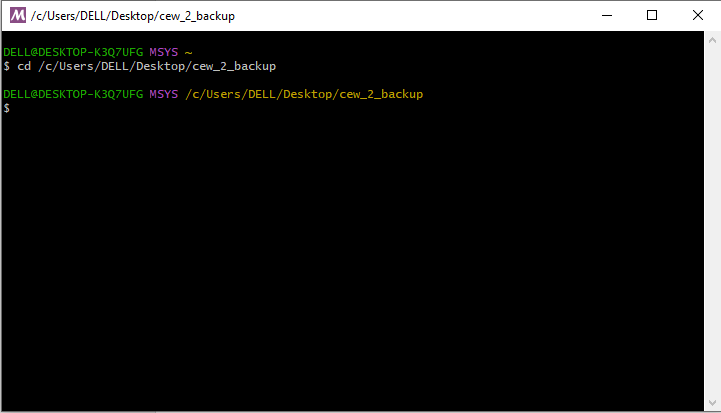 /c/Users/DELL/Desktop/cew_2_backup
DELL@DESKTOP-K3Q7UFG MSYS ~
$ cd /c/Users/DELL/Desktop/cew_2_backup
DELL@DESKTOP-K3Q7UFG MSYS /c/Users/DELL/Desktop/cew_2_backup
$